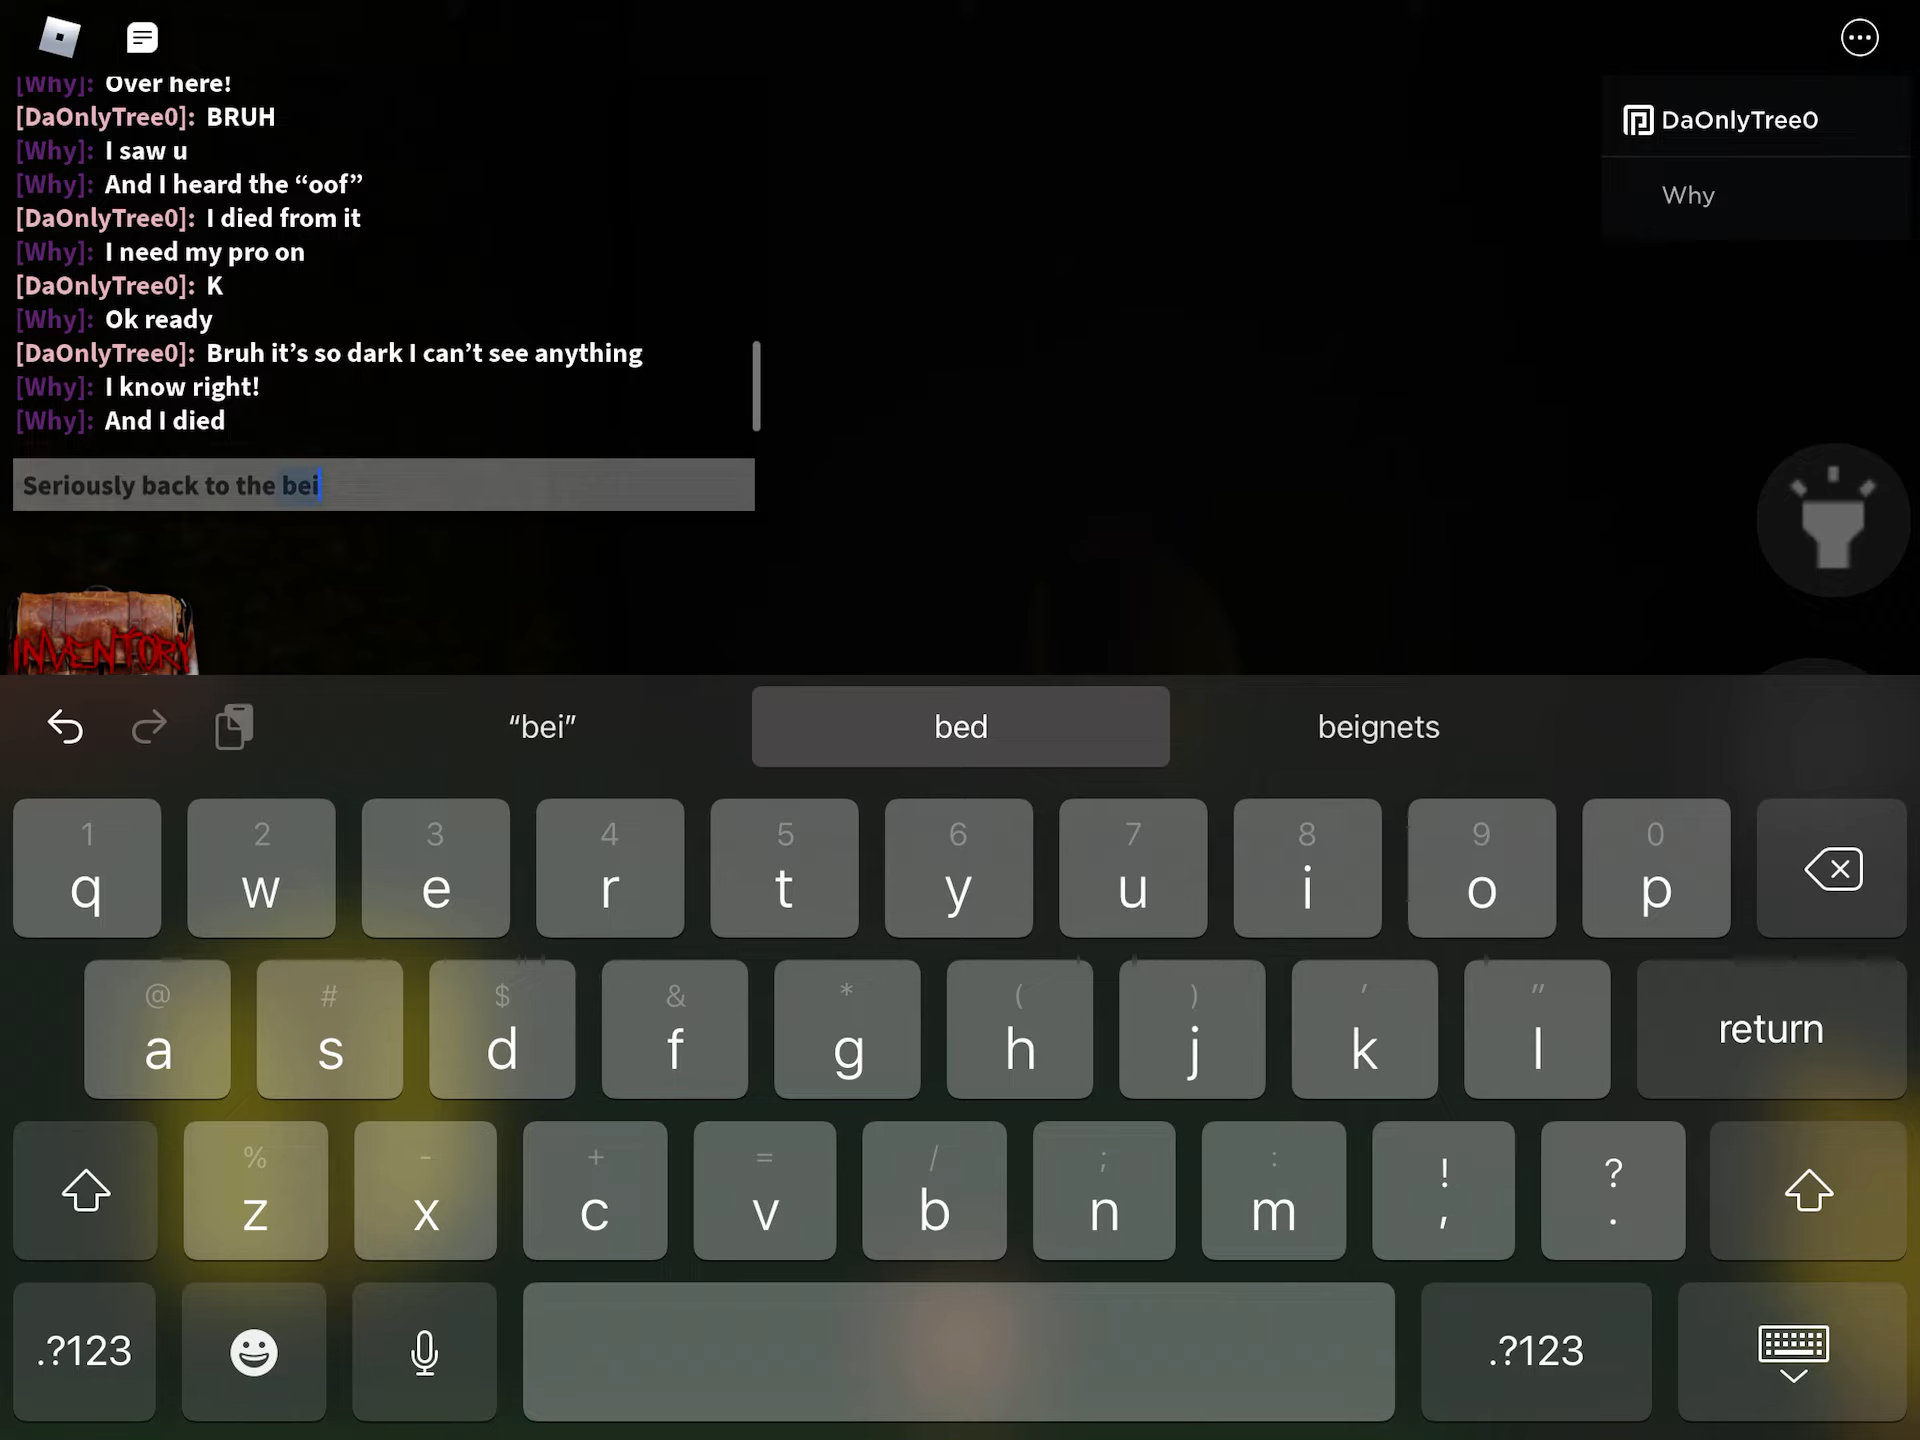 [Why]: Over here!
[DaOnlyTree0]: BRUH
[Why]: I saw u
[Why]: And I heard the “oof”
[DaOnlyTree0]: I died from it
[Why]: I need my pro on
[DaOnlyTree0]: K
[Why]: Ok ready
[DaOnlyTree0]: Bruh it’s so dark I can’t see anything
[Why]: I know right!
[Why]: And I died
Seriously back to the bei
DaOnlyTree0
Why
INVENTORY
“bei” bed beignets
1 2 3 4 5 6 7 8 9 0
q w e r t y u i o p
@ # $ & * ( ) ' "
a s d f g h j k l return
% - + = / ; : ! ?
z x c v b n m , .
.?123 .?123